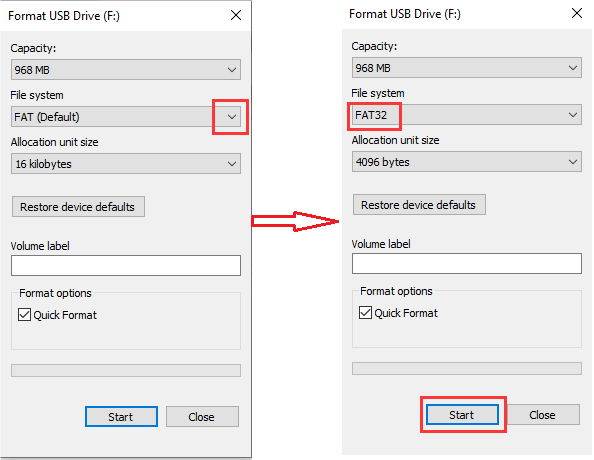 Format USB Drive (F:)
Capacity:
968 MB
File system
FAT (Default)
Allocation unit size
16 kilobytes
Restore device defaults
Volume label
Format options
Quick Format
Start
Close
Format USB Drive (F:)
Capacity:
968 MB
File system
FAT32
Allocation unit size
4096 bytes
Restore device defaults
Volume label
Format options
Quick Format
Start
Close